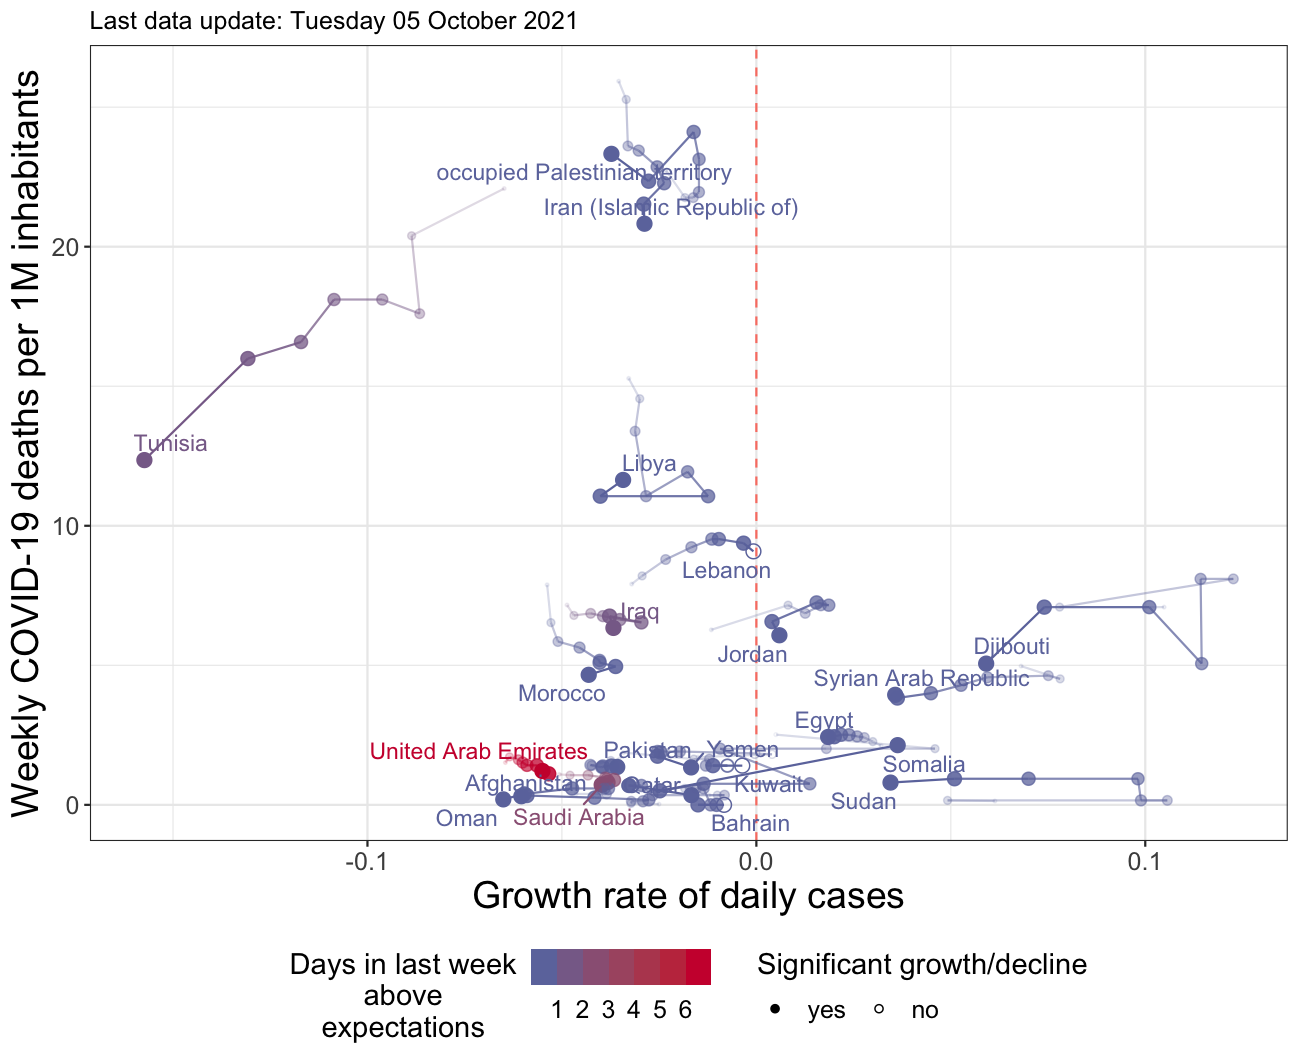 Last data update: Tuesday 05 October 2021
Weekly COVID-19 deaths per 1M inhabitants
20
10
0
occupied Palestinian territory
Iran (Islamic Republic of)
Tunisia
Libya
Lebanon
Iraq
Jordan
Djibouti
Syrian Arab Republic
Morocco
Egypt
United Arab Emirates
Pakistan
Yemen
Somalia
Afghanistan
Qatar
Kuwait
Sudan
Oman
Saudi Arabia
Bahrain
-0.1
0.0
0.1
Growth rate of daily cases
Days in last week
above
expectations
1 2 3 4 5 6
Significant growth/decline
yes
no